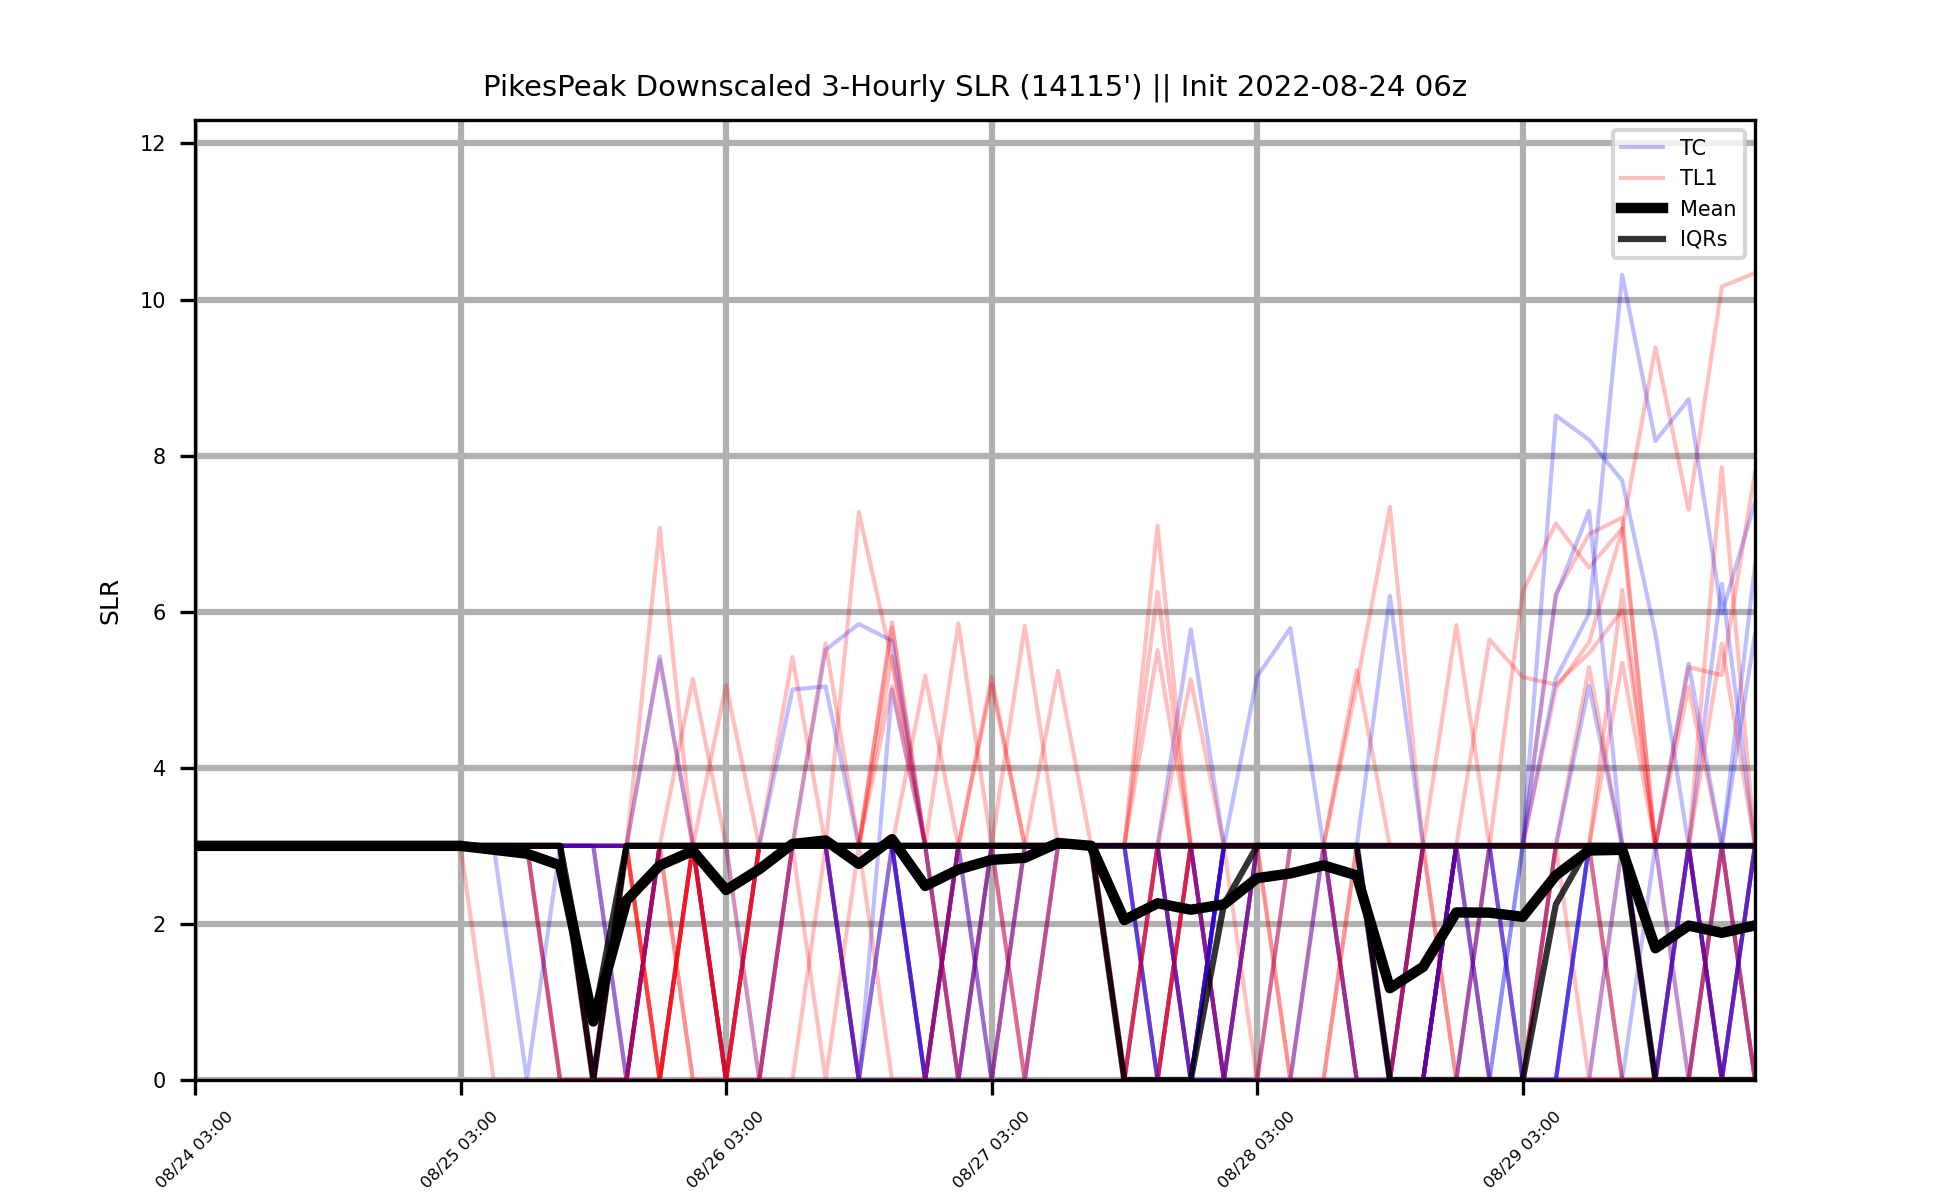 PikesPeak Downscaled 3-Hourly SLR (14115') || Init 2022-08-24 06z
TC
TL1
Mean
IQRs
SLR
12
10
8
6
4
2
0
08/24 03:00
08/25 03:00
08/26 03:00
08/27 03:00
08/28 03:00
08/29 03:00